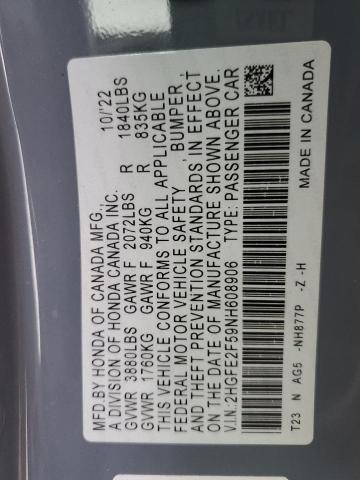 MFD.BY HONDA OF CANADA MFG., 10/'22
A DIVISION OF HONDA CANADA INC.
GVWR 3880LBS GAWR F 2072LBS R 1840LBS
GVWR 1760KG GAWR F 940KG R 835KG
THIS VEHICLE CONFORMS TO ALL APPLICABLE
FEDERAL MOTOR VEHICLE SAFETY , BUMPER,
AND THEFT PREVENTION STANDARDS IN EFFECT
ON THE DATE OF MANUFACTURE SHOWN ABOVE.
V.I.N.:2HGFE2F59NH608906 TYPE: PASSENGER CAR
T23 N AG5 -NH877P -Z -H MADE IN CANADA